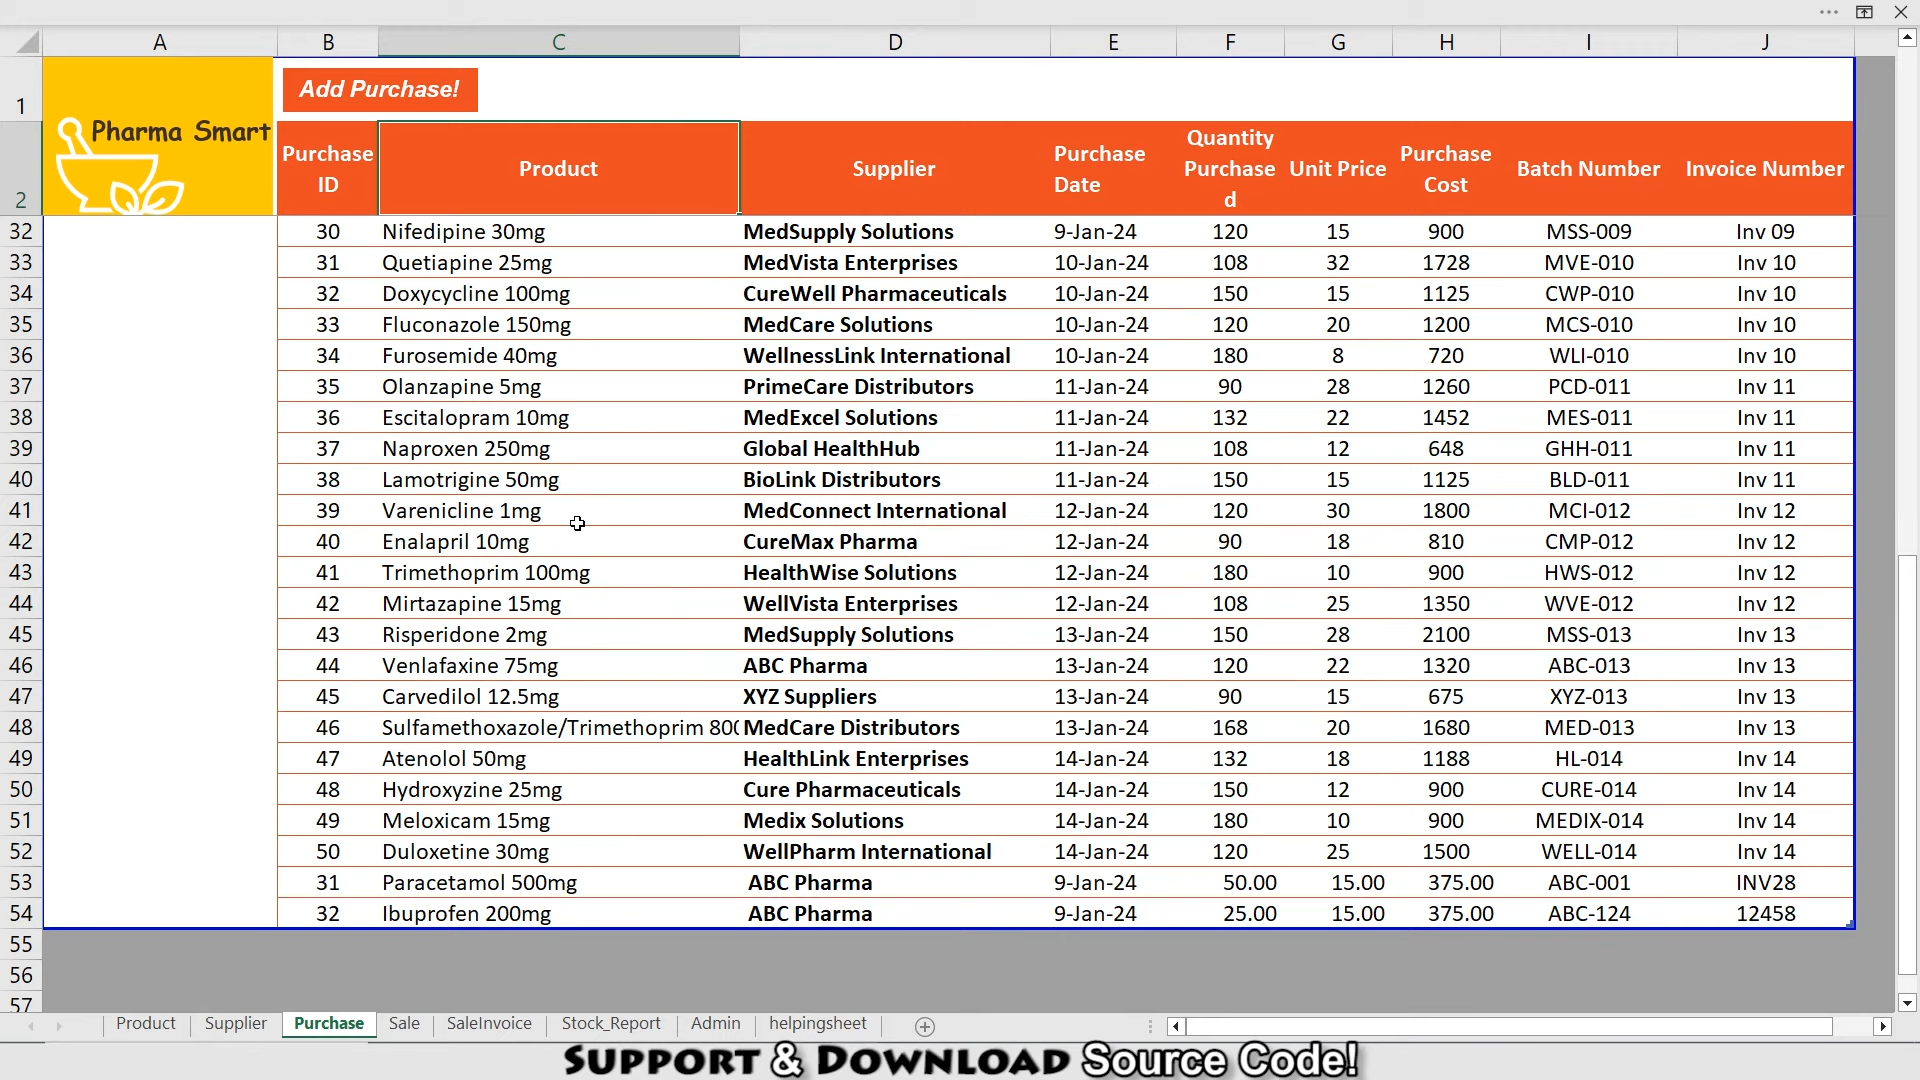 A B C D E F G H I J
1 Add Purchase!
Pharma Smart
2 Purchase ID Product Supplier Purchase Date Quantity Purchased Unit Price Purchase Cost Batch Number Invoice Number
32 30 Nifedipine 30mg MedSupply Solutions 9-Jan-24 120 15 900 MSS-009 Inv 09
33 31 Quetiapine 25mg MedVista Enterprises 10-Jan-24 108 32 1728 MVE-010 Inv 10
34 32 Doxycycline 100mg CureWell Pharmaceuticals 10-Jan-24 150 15 1125 CWP-010 Inv 10
35 33 Fluconazole 150mg MedCare Solutions 10-Jan-24 120 20 1200 MCS-010 Inv 10
36 34 Furosemide 40mg WellnessLink International 10-Jan-24 180 8 720 WLI-010 Inv 10
37 35 Olanzapine 5mg PrimeCare Distributors 11-Jan-24 90 28 1260 PCD-011 Inv 11
38 36 Escitalopram 10mg MedExcel Solutions 11-Jan-24 132 22 1452 MES-011 Inv 11
39 37 Naproxen 250mg Global HealthHub 11-Jan-24 108 12 648 GHH-011 Inv 11
40 38 Lamotrigine 50mg BioLink Distributors 11-Jan-24 150 15 1125 BLD-011 Inv 11
41 39 Varenicline 1mg MedConnect International 12-Jan-24 120 30 1800 MCI-012 Inv 12
42 40 Enalapril 10mg CureMax Pharma 12-Jan-24 90 18 810 CMP-012 Inv 12
43 41 Trimethoprim 100mg HealthWise Solutions 12-Jan-24 180 10 900 HWS-012 Inv 12
44 42 Mirtazapine 15mg WellVista Enterprises 12-Jan-24 108 25 1350 WVE-012 Inv 12
45 43 Risperidone 2mg MedSupply Solutions 13-Jan-24 150 28 2100 MSS-013 Inv 13
46 44 Venlafaxine 75mg ABC Pharma 13-Jan-24 120 22 1320 ABC-013 Inv 13
47 45 Carvedilol 12.5mg XYZ Suppliers 13-Jan-24 90 15 675 XYZ-013 Inv 13
48 46 Sulfamethoxazole/Trimethoprim 800 MedCare Distributors 13-Jan-24 168 20 1680 MED-013 Inv 13
49 47 Atenolol 50mg HealthLink Enterprises 14-Jan-24 132 18 1188 HL-014 Inv 14
50 48 Hydroxyzine 25mg Cure Pharmaceuticals 14-Jan-24 150 12 900 CURE-014 Inv 14
51 49 Meloxicam 15mg Medix Solutions 14-Jan-24 180 10 900 MEDIX-014 Inv 14
52 50 Duloxetine 30mg WellPharm International 14-Jan-24 120 25 1500 WELL-014 Inv 14
53 31 Paracetamol 500mg ABC Pharma 9-Jan-24 50.00 15.00 375.00 ABC-001 INV28
54 32 Ibuprofen 200mg ABC Pharma 9-Jan-24 25.00 15.00 375.00 ABC-124 12458
55
56
57
Product Supplier Purchase Sale SaleInvoice Stock_Report Admin helpingsheet
Support & Download Source Code!